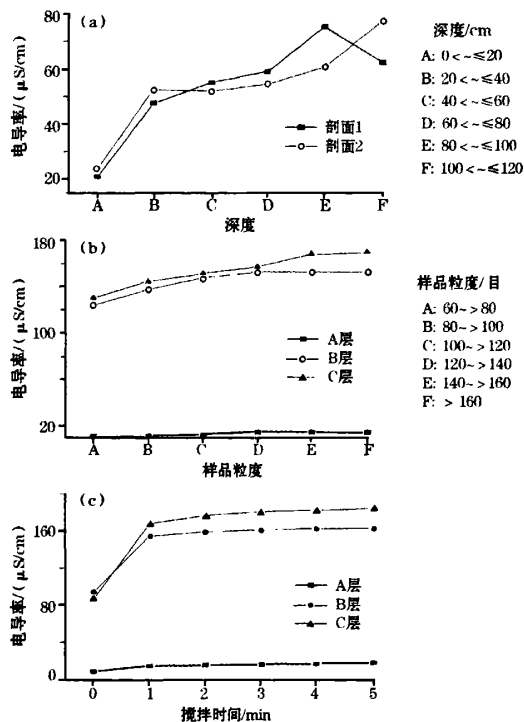 (a)
电导率/(μS/cm)
80
60
40
20
剖面1
剖面2
A
B
C
D
E
F
深度
深度/cm
A: 0<~≤20
B: 20<~≤40
C: 40<~≤60
D: 60<~≤80
E: 80<~≤100
F: 100<~≤120
(b)
电导率/(μS/cm)
180
100
20
A层
B层
C层
A
B
C
D
E
F
样品粒度
样品粒度/目
A: 60~>80
B: 80~>100
C: 100~>120
D: 120~>140
E: 140~>160
F: >160
(c)
电导率/(μS/cm)
160
80
0
A层
B层
C层
0
1
2
3
4
5
搅拌时间/min